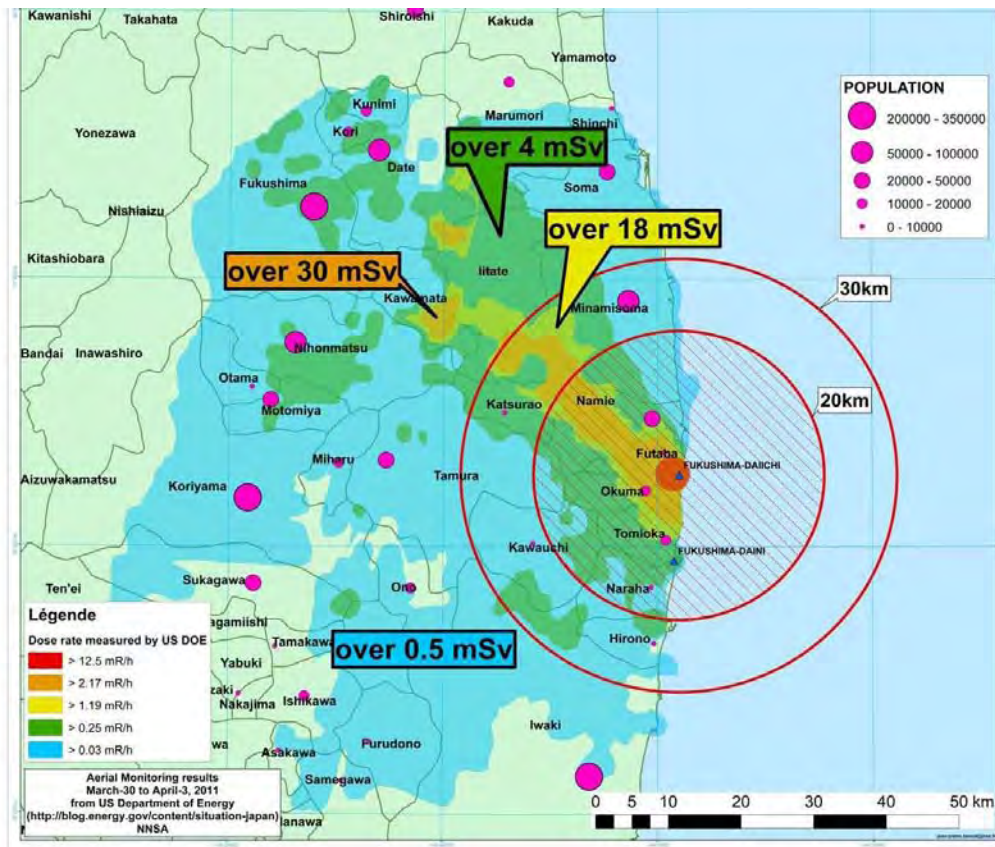 Kawanishi
Takahata
Shiroishi
Kakuda
Yamamoto
POPULATION
200000 - 350000
50000 - 100000
20000 - 50000
10000 - 20000
0 - 10000
Kunimi
Marumori
Shinchi
Yonezawa
Kori
over 4 mSv
Date
Fukushima
Soma
Nishiaizu
over 18 mSv
Kitashiobara
over 30 mSv
Iitate
30km
Kawamata
Minamisoma
Bandai
Inawashiro
Nihonmatsu
Otama
20km
Motomiya
Katsurao
Namie
Miharu
Futaba
FUKUSHIMA-DAIICHI
Aizuwakamatsu
Tamura
Koriyama
Okuma
Tomioka
Kawauchi
FUKUSHIMA-DAINI
Ten'ei
Sukagawa
Ono
Naraha
Légende
Dose rate measured by US DOE
> 12.5 mR/h
> 2.17 mR/h
> 1.19 mR/h
> 0.25 mR/h
> 0.03 mR/h
agamiishi
Tamakawa
over 0.5 mSv
Hirono
Yabuki
zaki
Nakajima
Ishikawa
Iwaki
wa
Asakawa
Furudono
Samegawa
anawa
Aerial Monitoring results
March-30 to April-3, 2011
from US Department of Energy
(http://blog.energy.gov/content/situation-japan)
NNSA
0 5 10 20 30 40 50 km